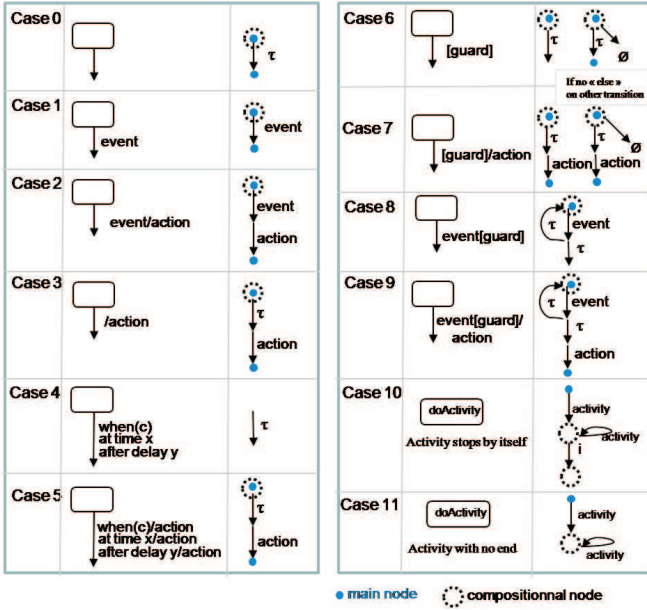 Case 0
τ
Case 1
event
event
Case 2
event/action
event
action
Case 3
/action
τ
action
Case 4
when(c)
at time x
after delay y
τ
Case 5
when(c)/action
at time x/action
after delay y/action
τ
action
Case 6
[guard]
τ
τ
Ø
If no « else »
on other transition
Case 7
[guard]/action
τ
τ
Ø
action
action
Case 8
event[guard]
event
τ
τ
Case 9
event[guard]/
action
event
τ
τ
action
Case 10
doActivity
Activity stops by itself
activity
activity
i
Case 11
doActivity
Activity with no end
activity
activity
main node
compositionnal node